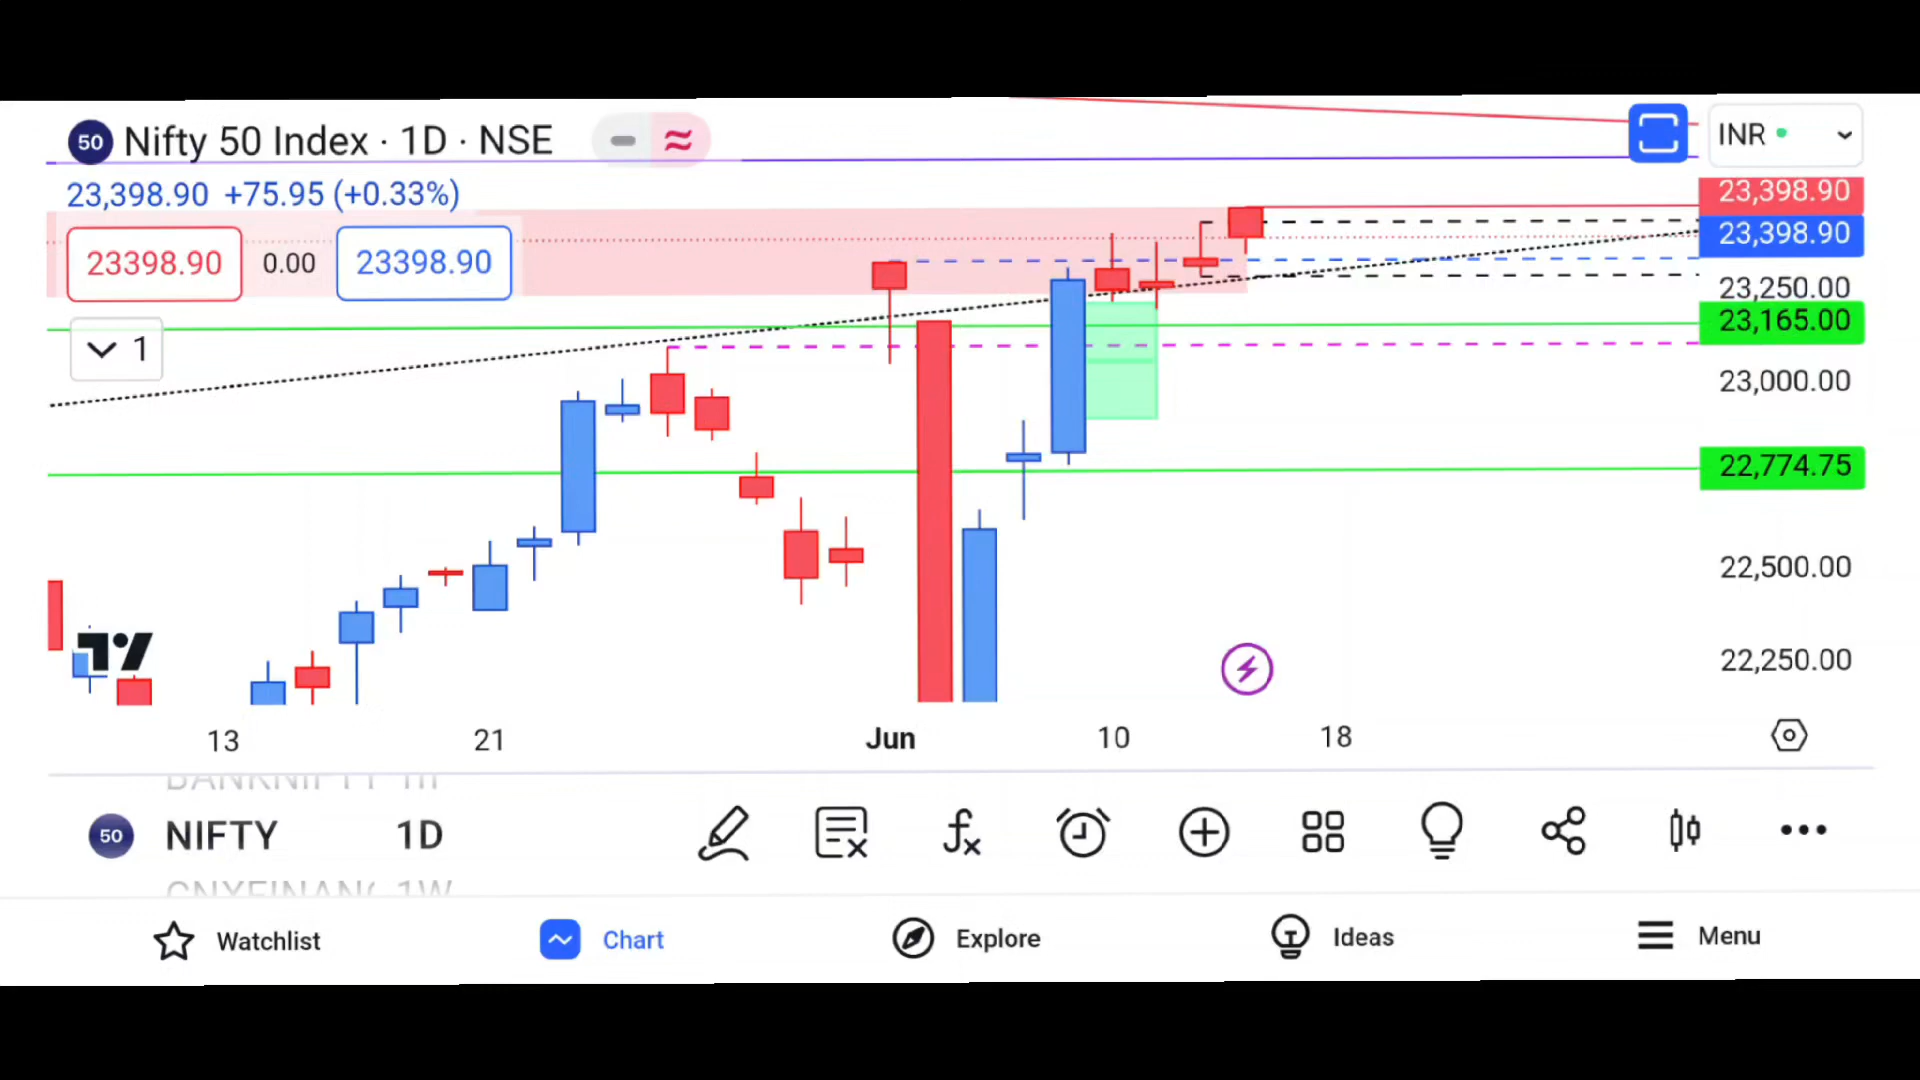 50 Nifty 50 Index · 1D · NSE
INR
23,398.90 +75.95 (+0.33%)
23,398.90
23398.90 0.00 23398.90
23,398.90
23,250.00
23,165.00
1
23,000.00
22,774.75
22,500.00
22,250.00
13 21 Jun 10 18
BANKNIFTY 1h
50 NIFTY 1D
CNXFINANC 1W
Watchlist Chart Explore Ideas Menu